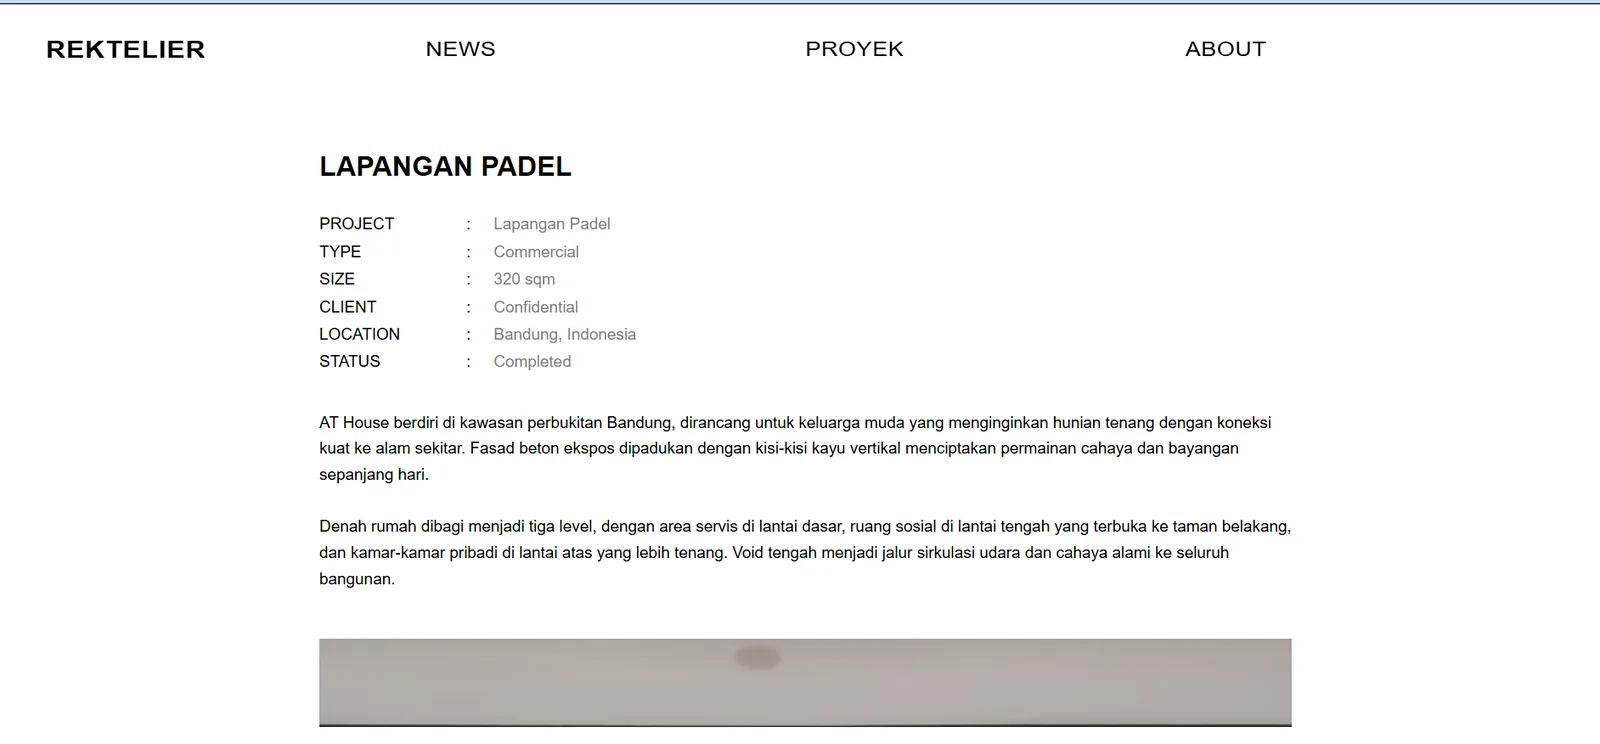 REKTELIER NEWS PROYEK ABOUT
LAPANGAN PADEL
PROJECT : Lapangan Padel
TYPE : Commercial
SIZE : 320 sqm
CLIENT : Confidential
LOCATION : Bandung, Indonesia
STATUS : Completed
AT House berdiri di kawasan perbukitan Bandung, dirancang untuk keluarga muda yang menginginkan hunian tenang dengan koneksi
kuat ke alam sekitar. Fasad beton ekspos dipadukan dengan kisi-kisi kayu vertikal menciptakan permainan cahaya dan bayangan
sepanjang hari.
Denah rumah dibagi menjadi tiga level, dengan area servis di lantai dasar, ruang sosial di lantai tengah yang terbuka ke taman belakang,
dan kamar-kamar pribadi di lantai atas yang lebih tenang. Void tengah menjadi jalur sirkulasi udara dan cahaya alami ke seluruh
bangunan.